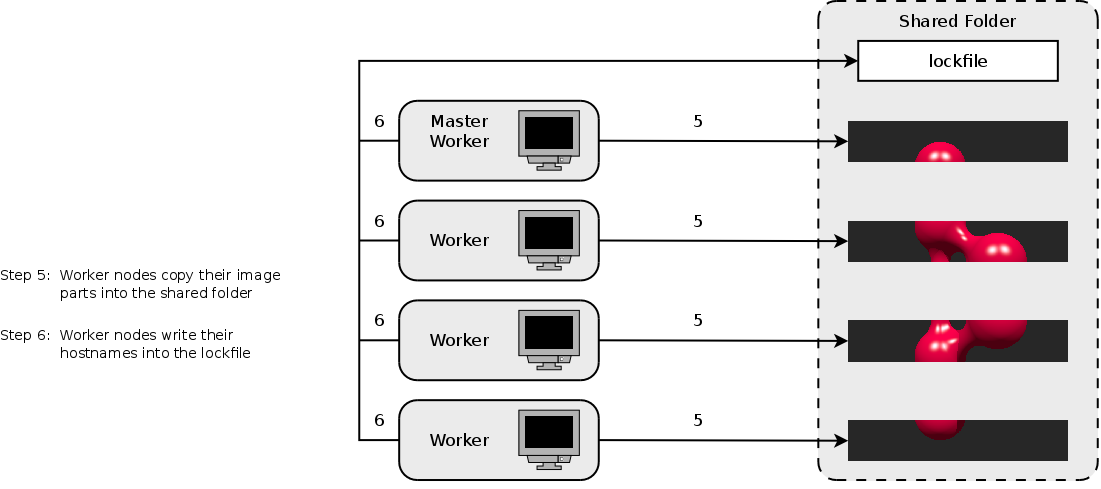 Shared Folder
lockfile
6
Master
Worker
5
6
Worker
5
Step 5: Worker nodes copy their image
parts into the shared folder
6
Worker
5
Step 6: Worker nodes write their
hostnames into the lockfile
6
Worker
5